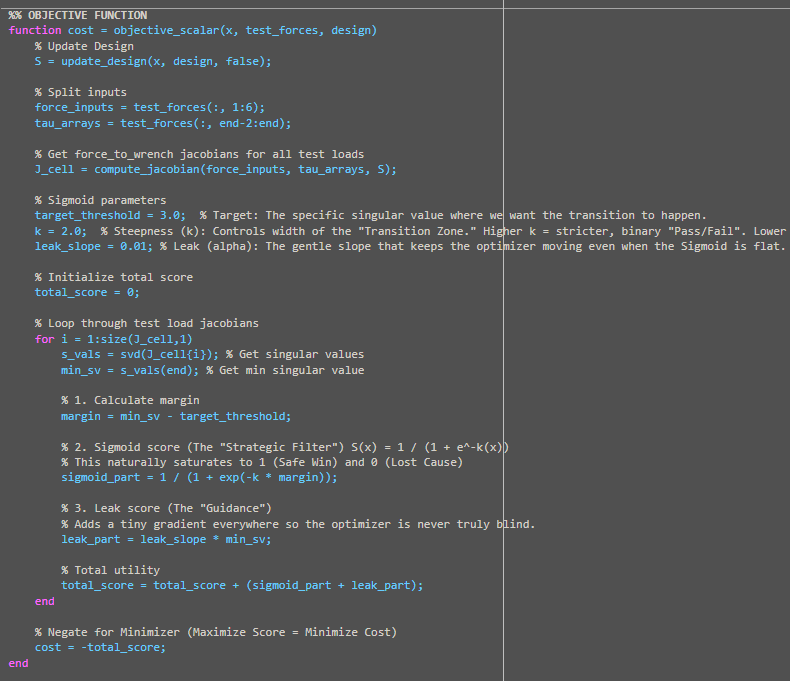 %% OBJECTIVE FUNCTION
function cost = objective_scalar(x, test_forces, design)
    % Update Design
    S = update_design(x, design, false);

    % Split inputs
    force_inputs = test_forces(:, 1:6);
    tau_arrays = test_forces(:, end-2:end);

    % Get force_to_wrench jacobians for all test loads
    J_cell = compute_jacobian(force_inputs, tau_arrays, S);

    % Sigmoid parameters
    target_threshold = 3.0;  % Target: The specific singular value where we want the transition to happen.
    k = 2.0;  % Steepness (k): Controls width of the "Transition Zone." Higher k = stricter, binary "Pass/Fail". Lower
    leak_slope = 0.01; % Leak (alpha): The gentle slope that keeps the optimizer moving even when the Sigmoid is flat.

    % Initialize total score
    total_score = 0;

    % Loop through test load jacobians
    for i = 1:size(J_cell,1)
        s_vals = svd(J_cell{i}); % Get singular values
        min_sv = s_vals(end); % Get min singular value

        % 1. Calculate margin
        margin = min_sv - target_threshold;

        % 2. Sigmoid score (The "Strategic Filter") S(x) = 1 / (1 + e^-k(x))
        % This naturally saturates to 1 (Safe Win) and 0 (Lost Cause)
        sigmoid_part = 1 / (1 + exp(-k * margin));

        % 3. Leak score (The "Guidance")
        % Adds a tiny gradient everywhere so the optimizer is never truly blind.
        leak_part = leak_slope * min_sv;

        % Total utility
        total_score = total_score + (sigmoid_part + leak_part);
    end

    % Negate for Minimizer (Maximize Score = Minimize Cost)
    cost = -total_score;
end